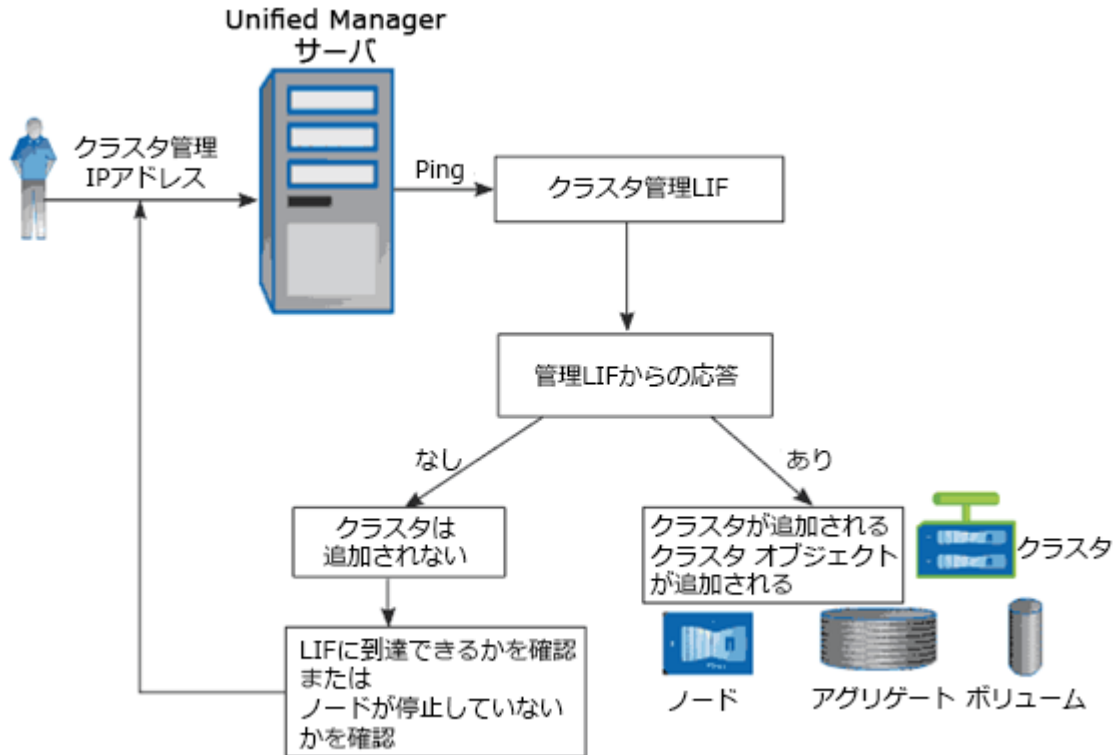 Unified Manager
サーバ
クラスタ管理
IPアドレス
Ping
クラスタ管理LIF
管理LIFからの応答
なし
あり
クラスタは
追加されない
クラスタが追加される
クラスタ オブジェクト
が追加される
クラスタ
LIFに到達できるかを確認
または
ノードが停止していない
かを確認
ノード
アグリゲート
ボリューム